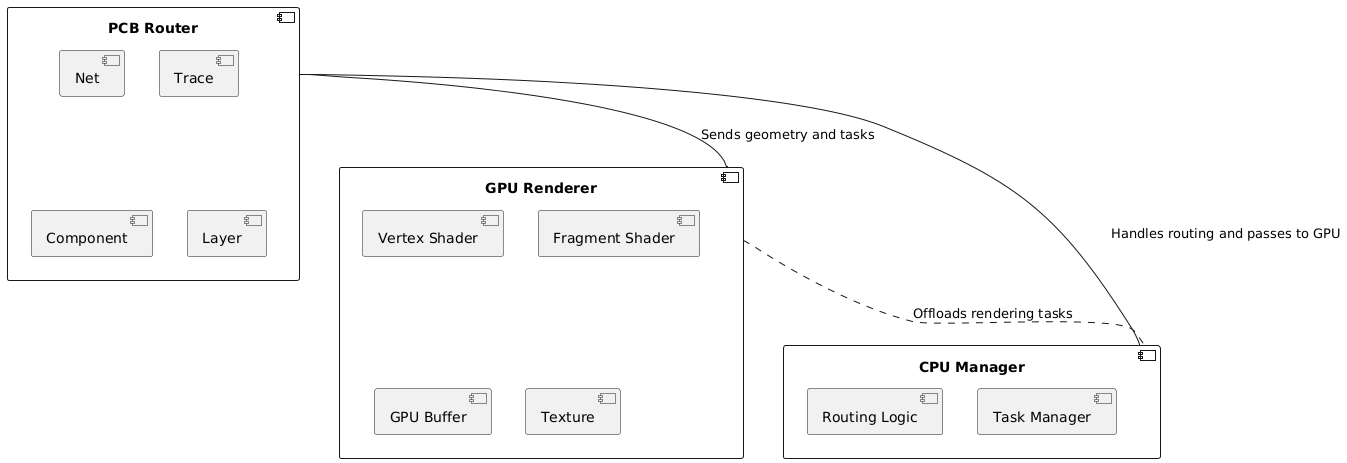 PCB Router
Net
Trace
Component
Layer
Sends geometry and tasks
GPU Renderer
Vertex Shader
Fragment Shader
GPU Buffer
Texture
Handles routing and passes to GPU
Offloads rendering tasks
CPU Manager
Routing Logic
Task Manager